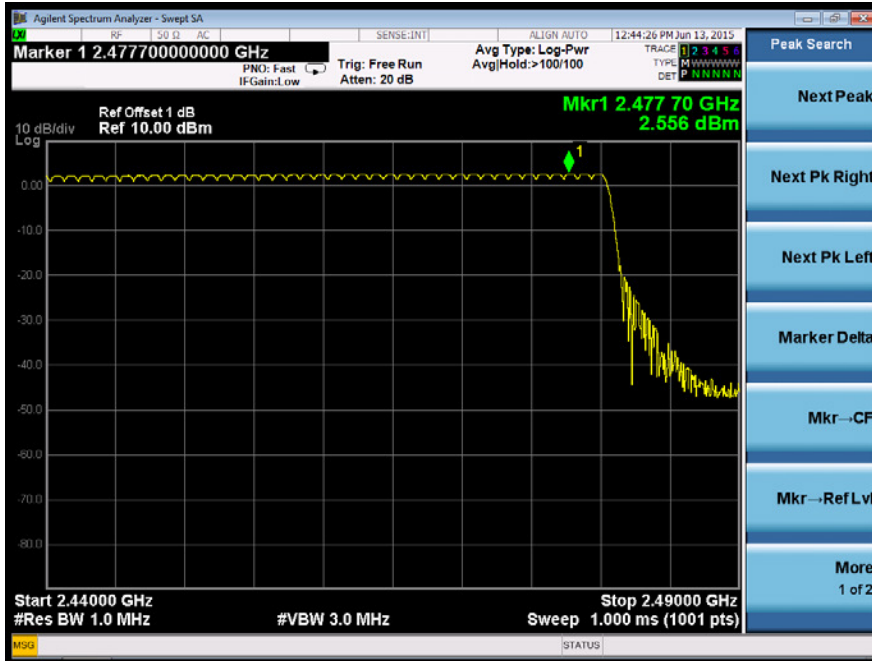 Agilent Spectrum Analyzer - Swept SA
LXI RF 50 Ω AC SENSE:INT ALIGN AUTO 12:44:26 PM Jun 13, 2015
Marker 1 2.477700000000 GHz
PNO: Fast
IFGain:Low
Trig: Free Run
Atten: 20 dB
Avg Type: Log-Pwr
Avg|Hold:>100/100
TRACE 1 2 3 4 5 6
TYPE M WWWWW
DET P N N N N N
Peak Search
Next Peak
Next Pk Right
Next Pk Left
Marker Delta
Mkr→CF
Mkr→Ref Lvl
More
1 of 2
Mkr1 2.477 70 GHz
2.556 dBm
Ref Offset 1 dB
10 dB/div Ref 10.00 dBm
Log
1
0.00
-10.0
-20.0
-30.0
-40.0
-50.0
-60.0
-70.0
-80.0
Start 2.44000 GHz Stop 2.49000 GHz
#Res BW 1.0 MHz #VBW 3.0 MHz Sweep 1.000 ms (1001 pts)
MSG STATUS